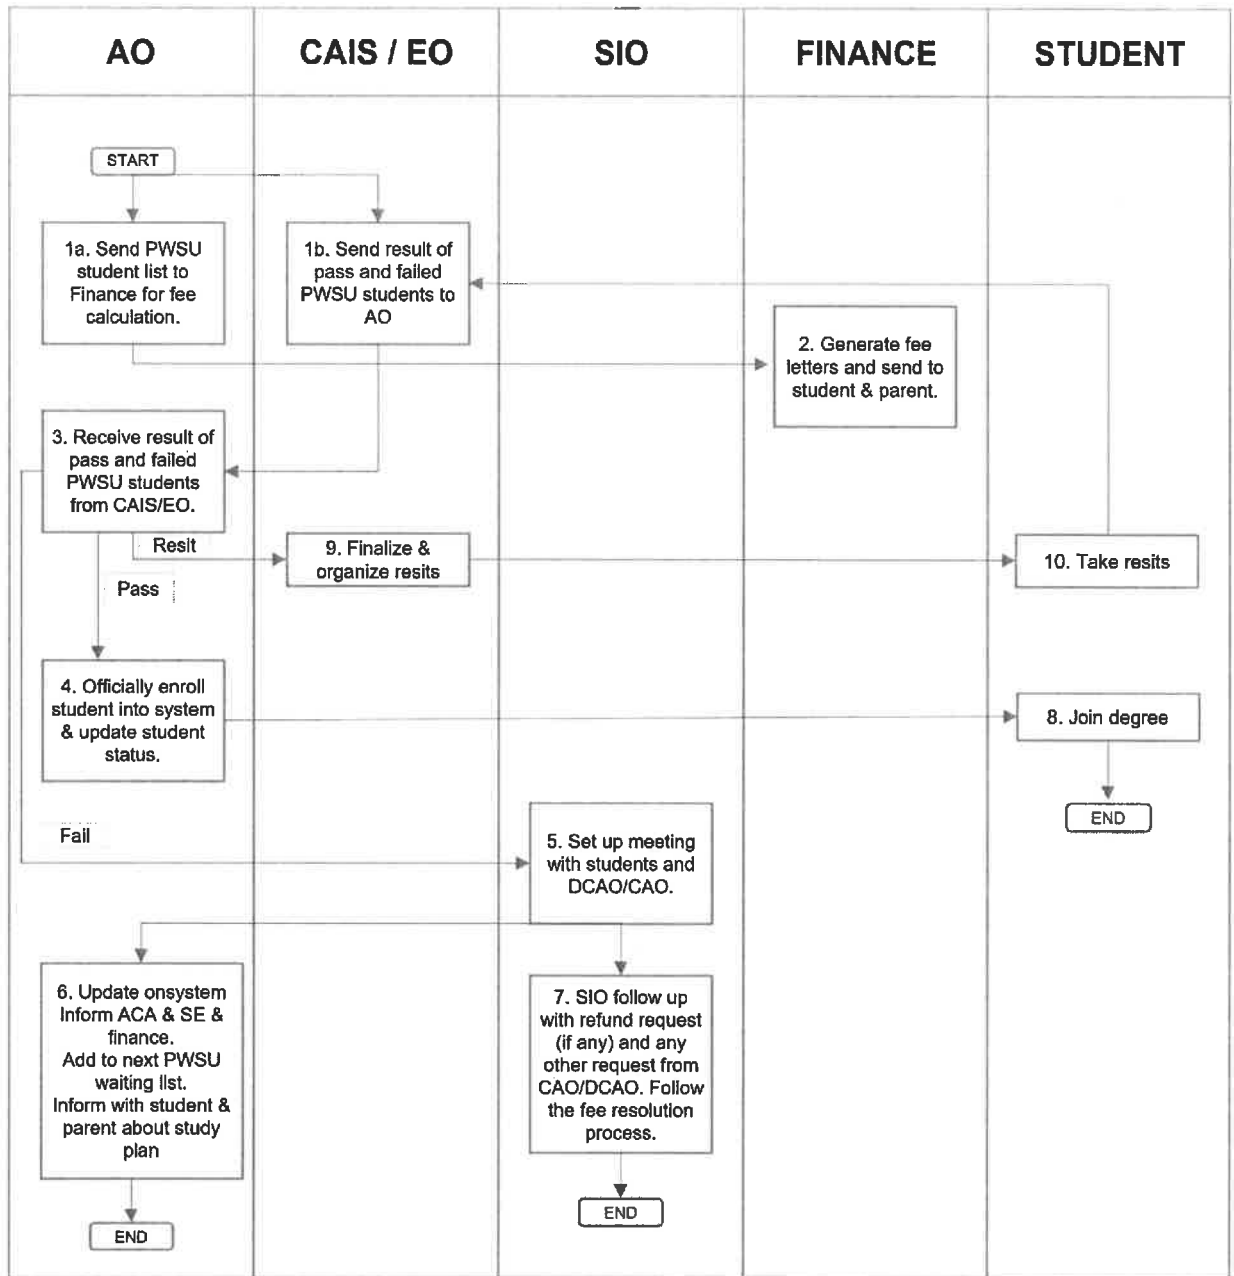 AO
CAIS / EO
SIO
FINANCE
STUDENT
START
1a. Send PWSU
student list to
Finance for fee
calculation.
1b. Send result of
pass and failed
PWSU students to
AO
2. Generate fee
letters and send to
student & parent.
3. Receive result of
pass and failed
PWSU students
from CAIS/EO.
Resit
9. Finalize &
organize resits
10. Take resits
Pass
4. Officially enroll
student into system
& update student
status.
8. Join degree
END
Fail
5. Set up meeting
with students and
DCAO/CAO.
6. Update onsystem
Inform ACA & SE &
finance.
Add to next PWSU
waiting list.
Inform with student &
parent about study
plan
7. SIO follow up
with refund request
(if any) and any
other request from
CAO/DCAO. Follow
the fee resolution
process.
END
END